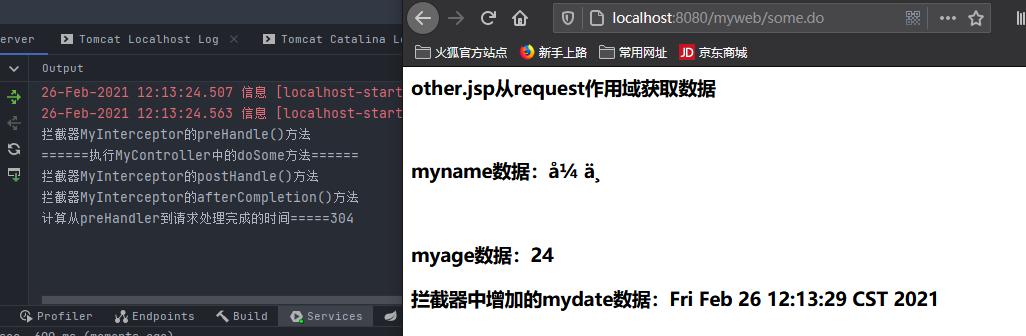 erver
Tomcat Localhost Log
Tomcat Catalina Lo
Output
26-Feb-2021 12:13:24.507 信息 [localhost-start
26-Feb-2021 12:13:24.563 信息 [localhost-start
拦截器MyInterceptor的preHandle()方法
======执行MyController中的doSome方法======
拦截器MyInterceptor的postHandle()方法
拦截器MyInterceptor的afterCompletion()方法
计算从preHandler到请求处理完成的时间=====304
Profiler
Endpoints
Build
Services
localhost:8080/myweb/some.do
火狐官方站点
新手上路
常用网址
JD 京东商城
other.jsp从request作用域获取数据
myname数据：å¼ ä¸
myage数据：24
拦截器中增加的mydate数据：Fri Feb 26 12:13:29 CST 2021